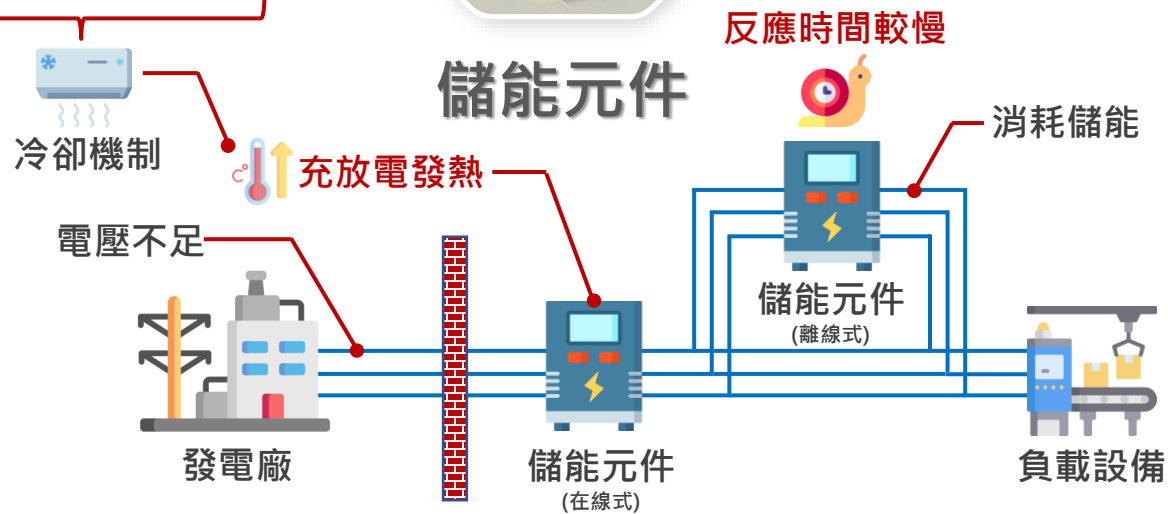 反應時間較慢
儲能元件
消耗儲能
冷卻機制
°C
充放電發熱
電壓不足
儲能元件
(離線式)
發電廠
儲能元件
(在線式)
負載設備